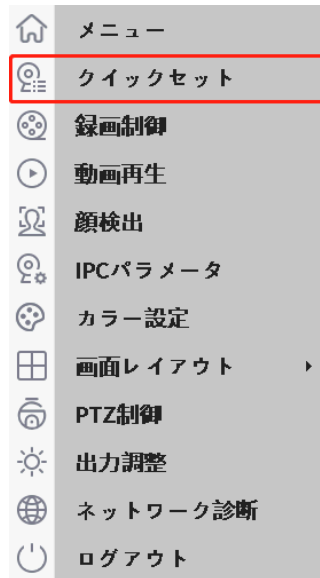 メニュー
クイックセット
録画制御
動画再生
顔検出
IPCパラメータ
カラー設定
画面レイアウト
PTZ制御
出力調整
ネットワーク診断
ログアウト